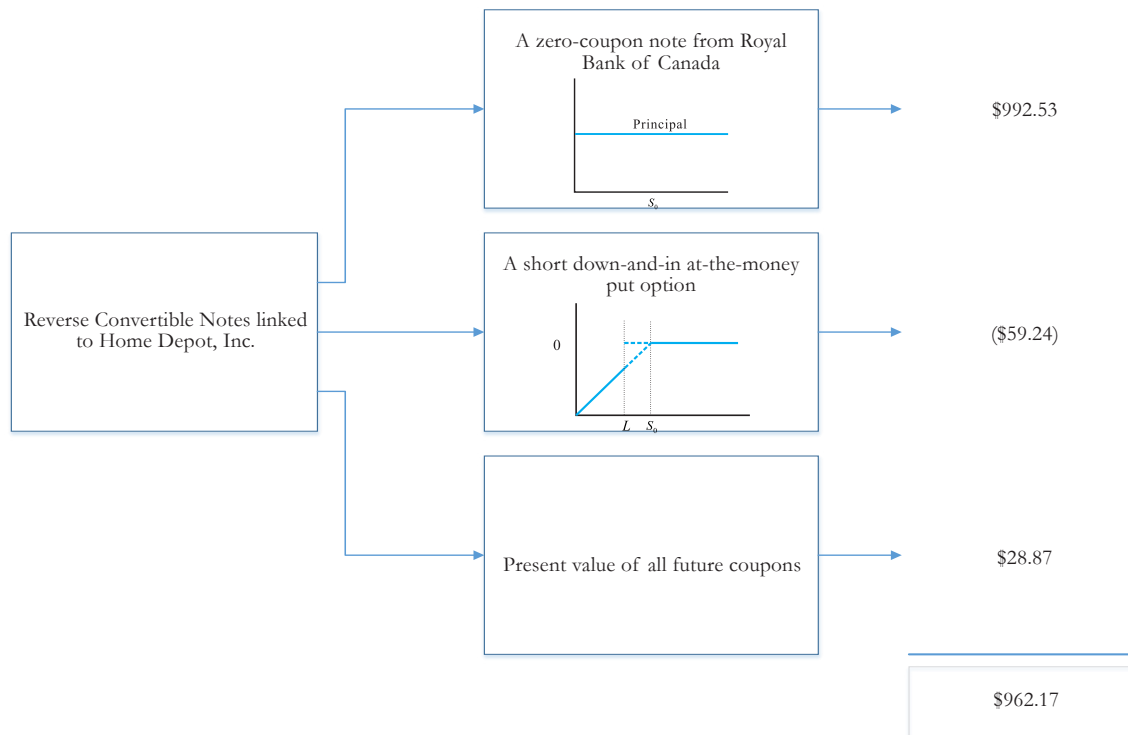 A zero-coupon note from Royal
Bank of Canada
Principal
S₀
$992.53
Reverse Convertible Notes linked
to Home Depot, Inc.
A short down-and-in at-the-money
put option
0
L S₀
($59.24)
Present value of all future coupons
$28.87
$962.17